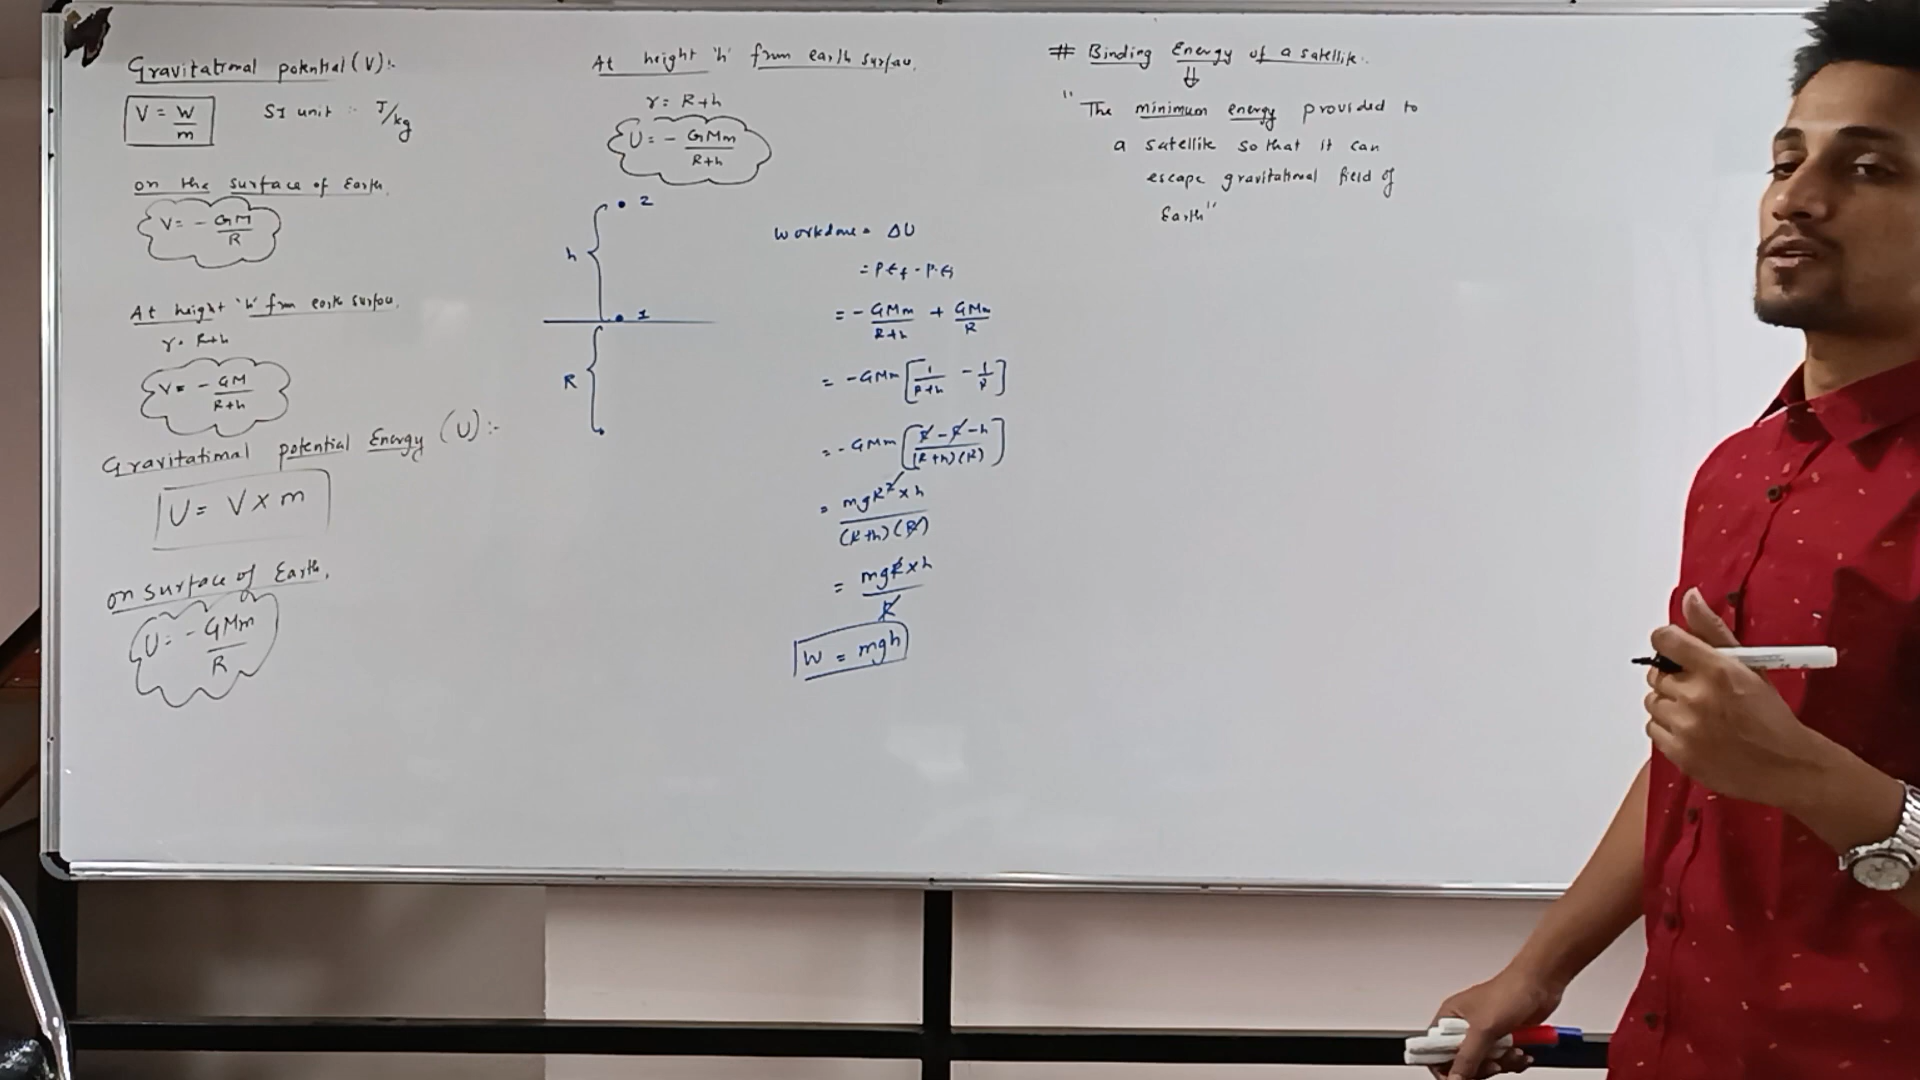 Gravitational potential (V):-
V = W/m SI unit :- J/kg
on the surface of Earth.
V = - GM/R
At height 'h' from earth surface.
r = R+h
V = - GM/R+h
Gravitational potential Energy (U):-
U = V x m
on surface of Earth,
U = - GMm/R
At height 'h' from earth surface.
r = R+h
U = - GMm/R+h
2
h
1
R
Workdone = ΔU
= P.Ef - P.Ei
= - GMm/R+h + GMm/R
= - GMm [1/R+h - 1/R]
= - GMm [R - R - h/(R+h)(R)]
= mgR² x h/(R+h)(R)
= mgR x h/R
W = mgh
# Binding Energy of a satellite.
⇓
"The minimum energy provided to
a satellite so that it can
escape gravitational field of
Earth"